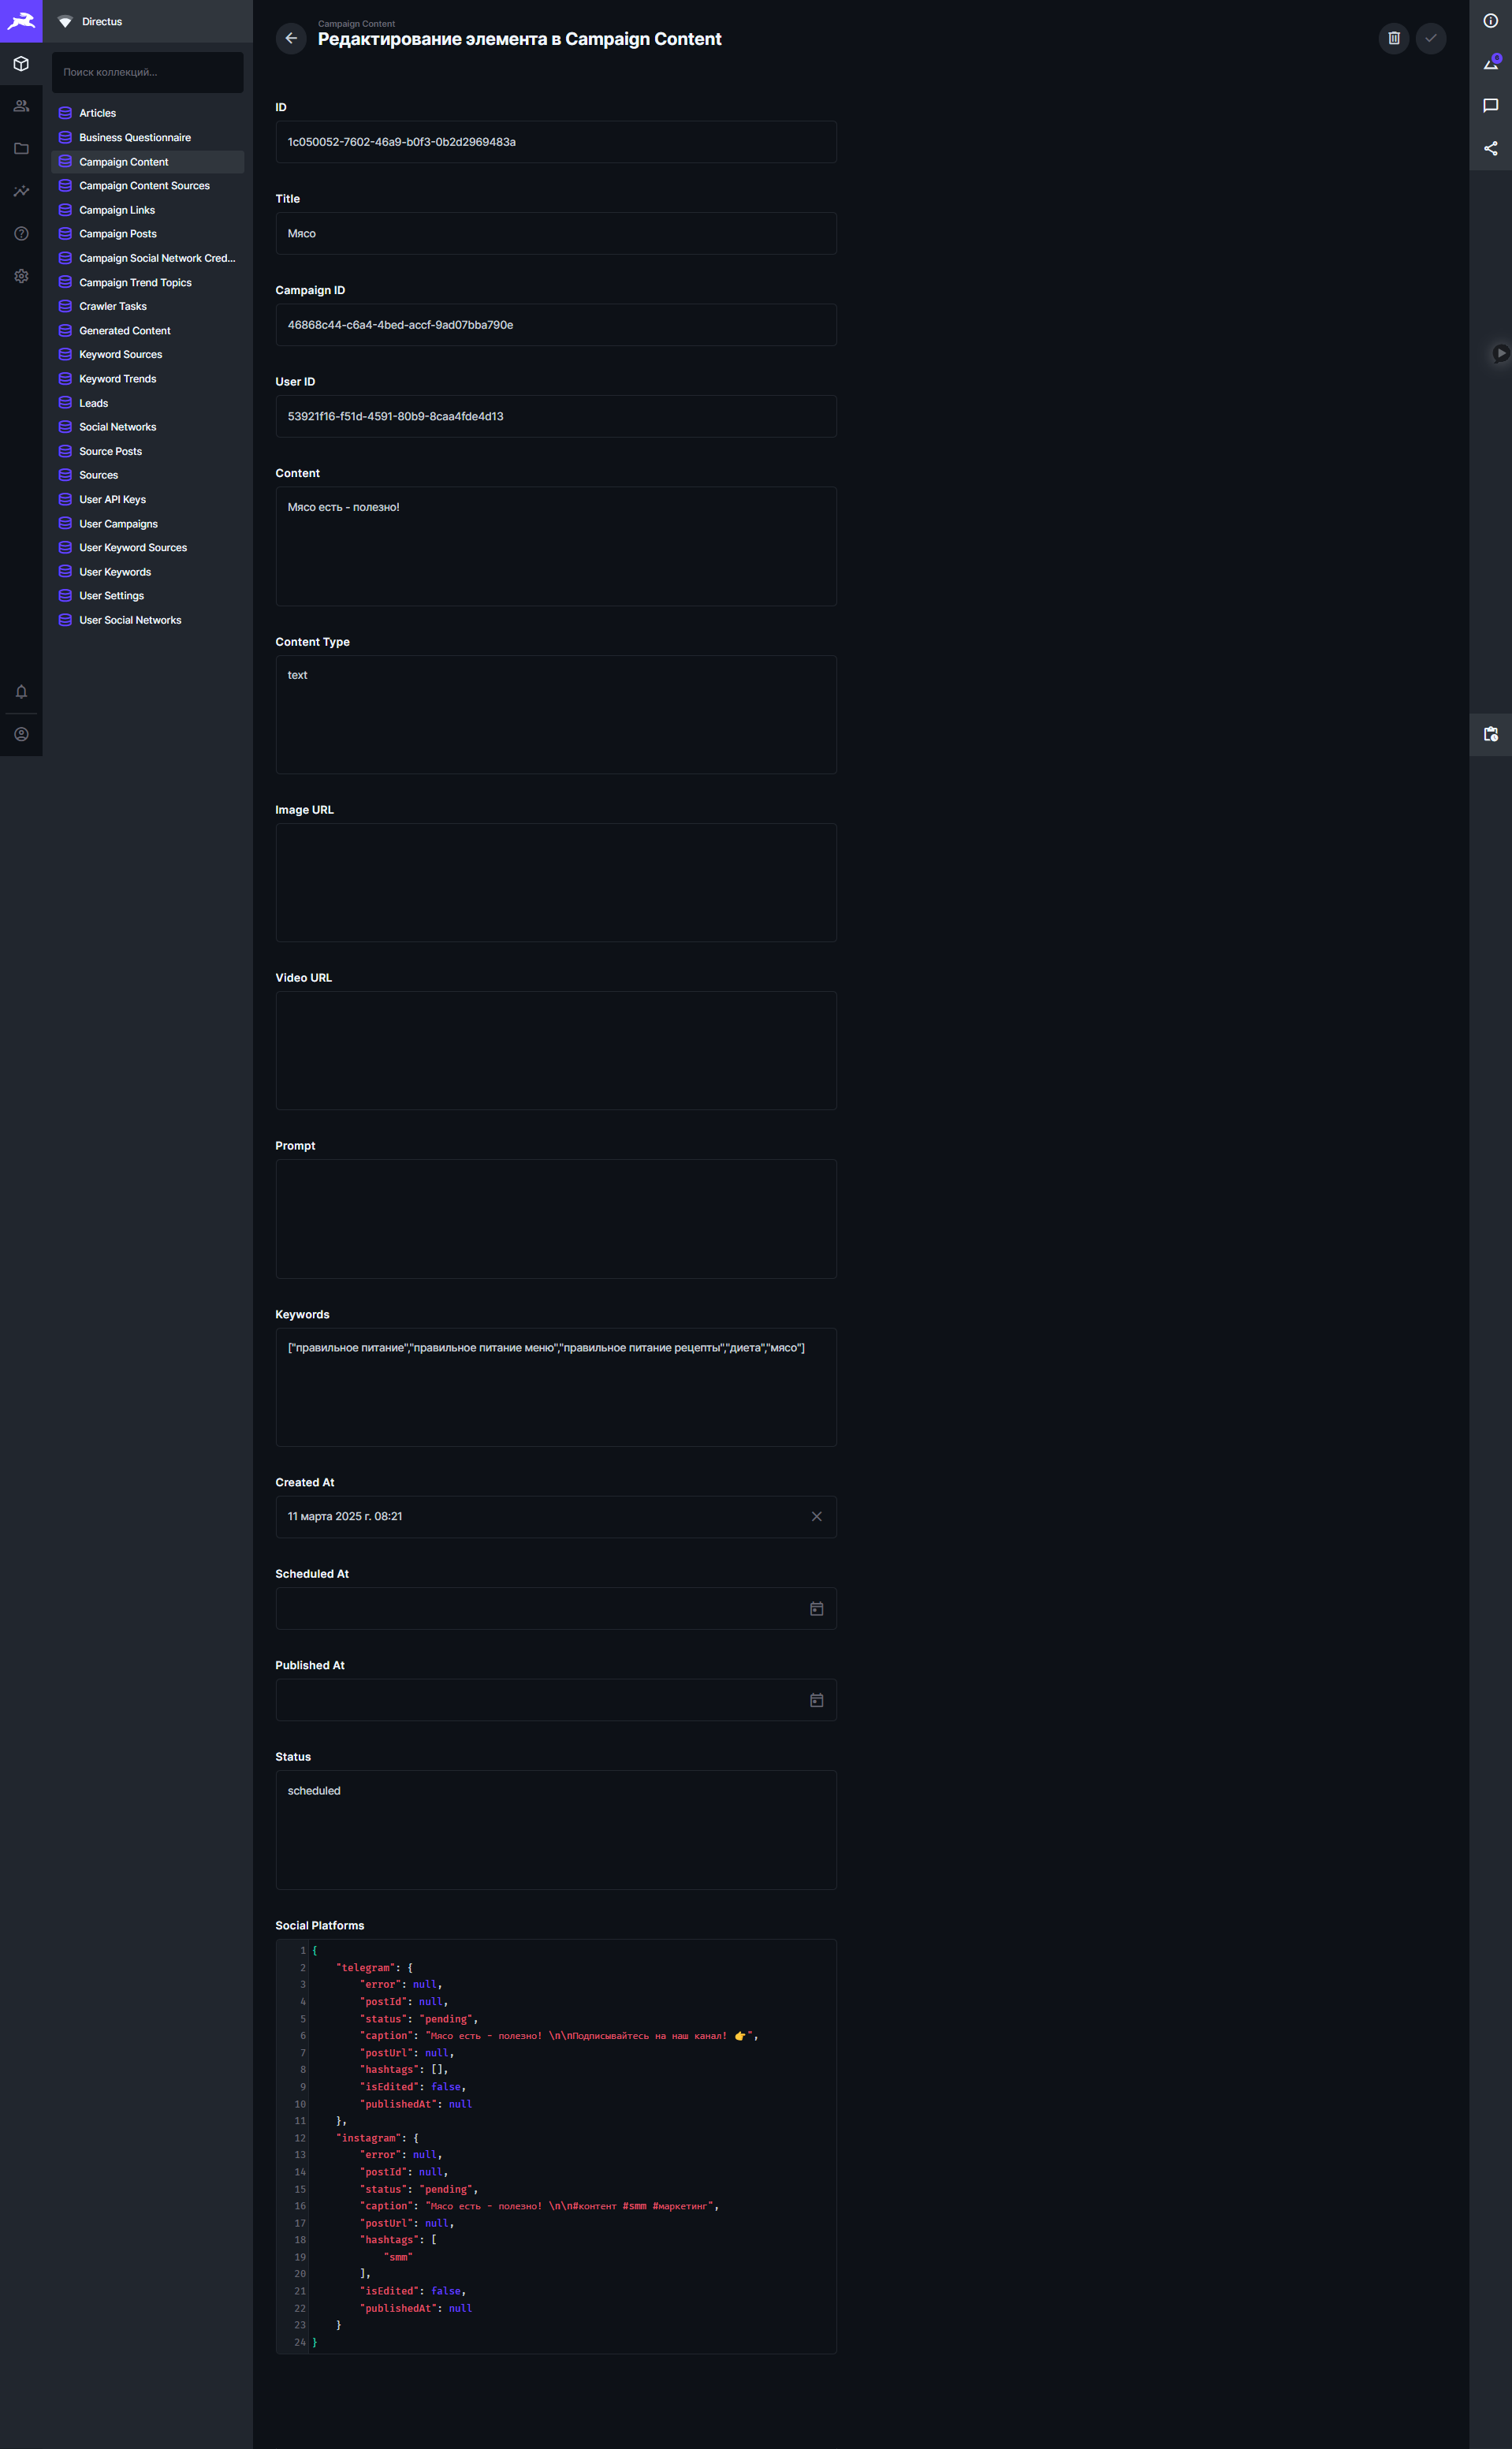 Directus
Поиск коллекций...
Articles
Business Questionnaire
Campaign Content
Campaign Content Sources
Campaign Links
Campaign Posts
Campaign Social Network Cred...
Campaign Trend Topics
Crawler Tasks
Generated Content
Keyword Sources
Keyword Trends
Leads
Social Networks
Source Posts
Sources
User API Keys
User Campaigns
User Keyword Sources
User Keywords
User Settings
User Social Networks
Campaign Content
Редактирование элемента в Campaign Content
ID
1c050052-7602-46a9-b0f3-0b2d2969483a
Title
Мясо
Campaign ID
46868c44-c6a4-4bed-accf-9ad07bba790e
User ID
53921f16-f51d-4591-80b9-8caa4fde4d13
Content
Мясо есть - полезно!
Content Type
text
Image URL
Video URL
Prompt
Keywords
["правильное питание","правильное питание меню","правильное питание рецепты","диета","мясо"]
Created At
11 марта 2025 г. 08:21
Scheduled At
Published At
Status
scheduled
Social Platforms
1 {
2 "telegram": {
3 "error": null,
4 "postId": null,
5 "status": "pending",
6 "caption": "Мясо есть - полезно! \n\nПодписывайтесь на наш канал! 👉",
7 "postUrl": null,
8 "hashtags": [],
9 "isEdited": false,
10 "publishedAt": null
11 },
12 "instagram": {
13 "error": null,
14 "postId": null,
15 "status": "pending",
16 "caption": "Мясо есть - полезно! \n\n#контент #smm #маркетинг",
17 "postUrl": null,
18 "hashtags": [
19 "smm"
20 ],
21 "isEdited": false,
22 "publishedAt": null
23 }
24 }